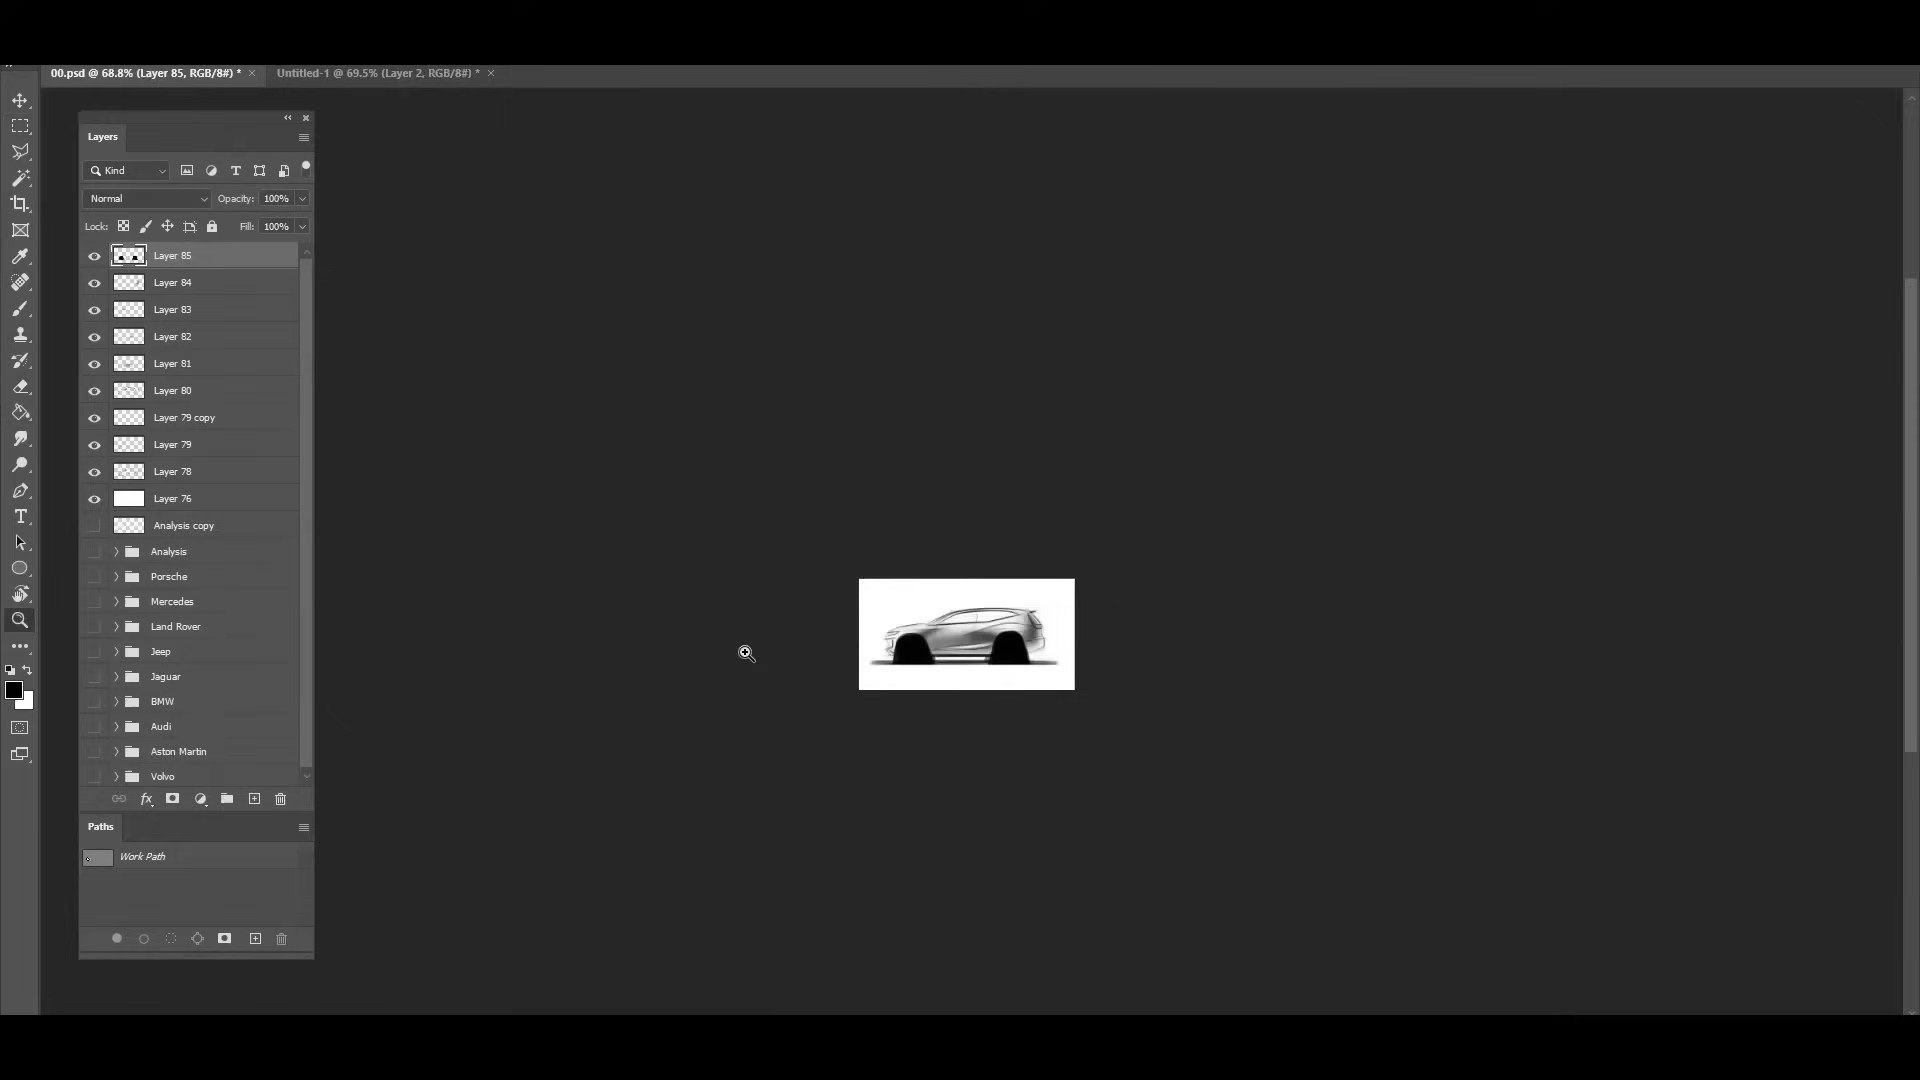 00.psd @ 68.8% (Layer 85, RGB/8#) *
Untitled-1 @ 69.5% (Layer 2, RGB/8#) *
Layers
Kind
Normal
Opacity: 100%
Lock:
Fill: 100%
Layer 85
Layer 84
Layer 83
Layer 82
Layer 81
Layer 80
Layer 79 copy
Layer 79
Layer 78
Layer 76
Analysis copy
Analysis
Porsche
Mercedes
Land Rover
Jeep
Jaguar
BMW
Audi
Aston Martin
Volvo
Paths
Work Path